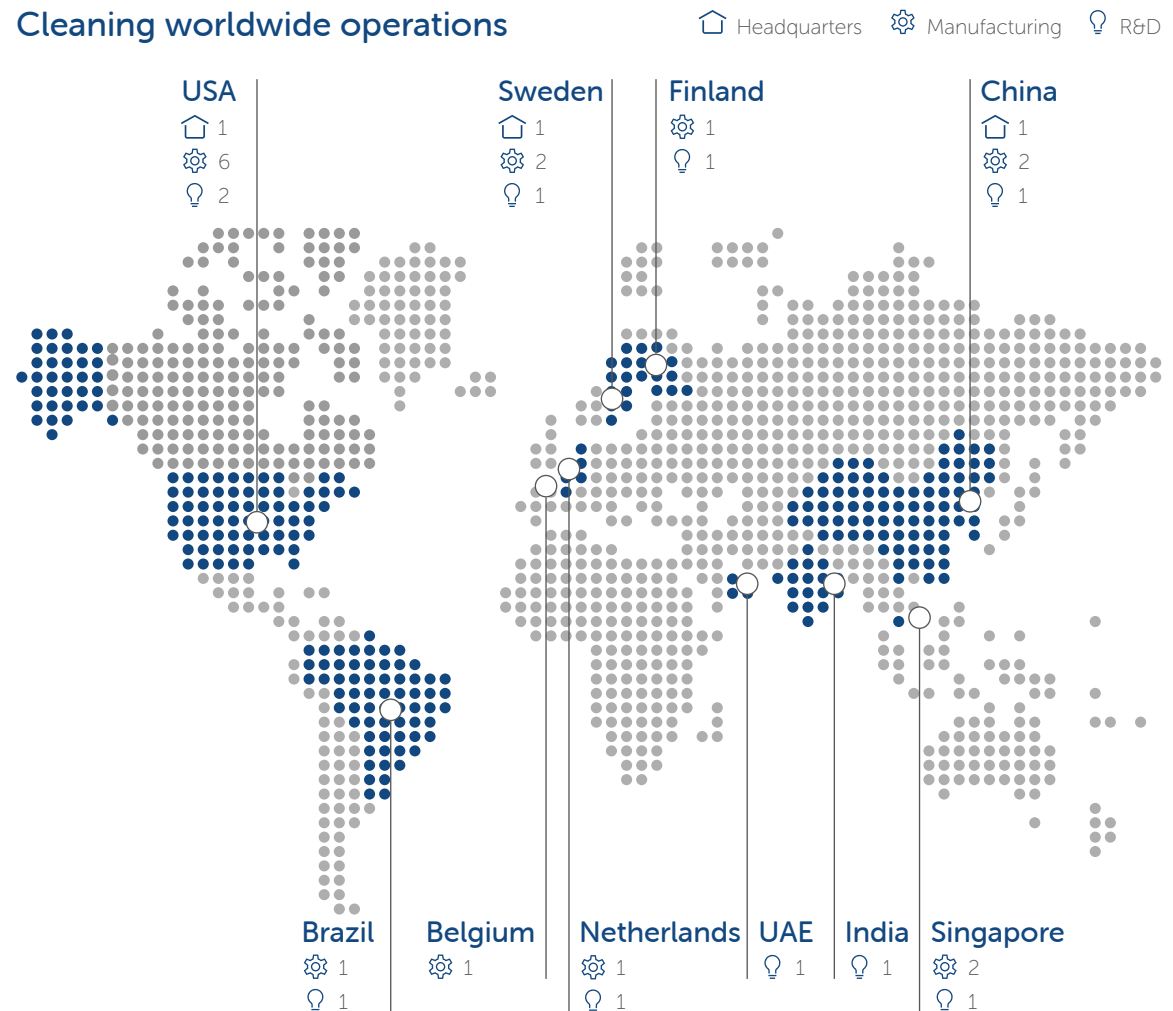 Cleaning worldwide operations
Headquarters Manufacturing R&D
USA
1
6
2
Sweden
1
2
1
Finland
1
1
China
1
2
1
Brazil
1
1
Belgium
1
Netherlands
1
1
UAE
1
India
1
Singapore
2
1